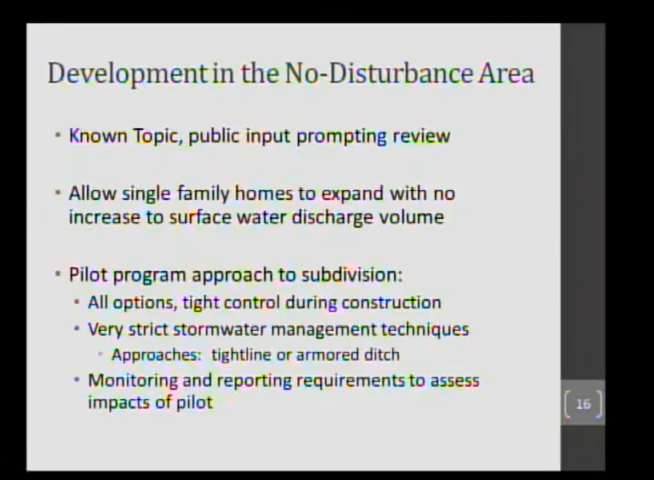 Development in the No-Disturbance Area
• Known Topic, public input prompting review
• Allow single family homes to expand with no
increase to surface water discharge volume
• Pilot program approach to subdivision:
• All options, tight control during construction
• Very strict stormwater management techniques
• Approaches: tightline or armored ditch
• Monitoring and reporting requirements to assess
impacts of pilot
[ 16 ]